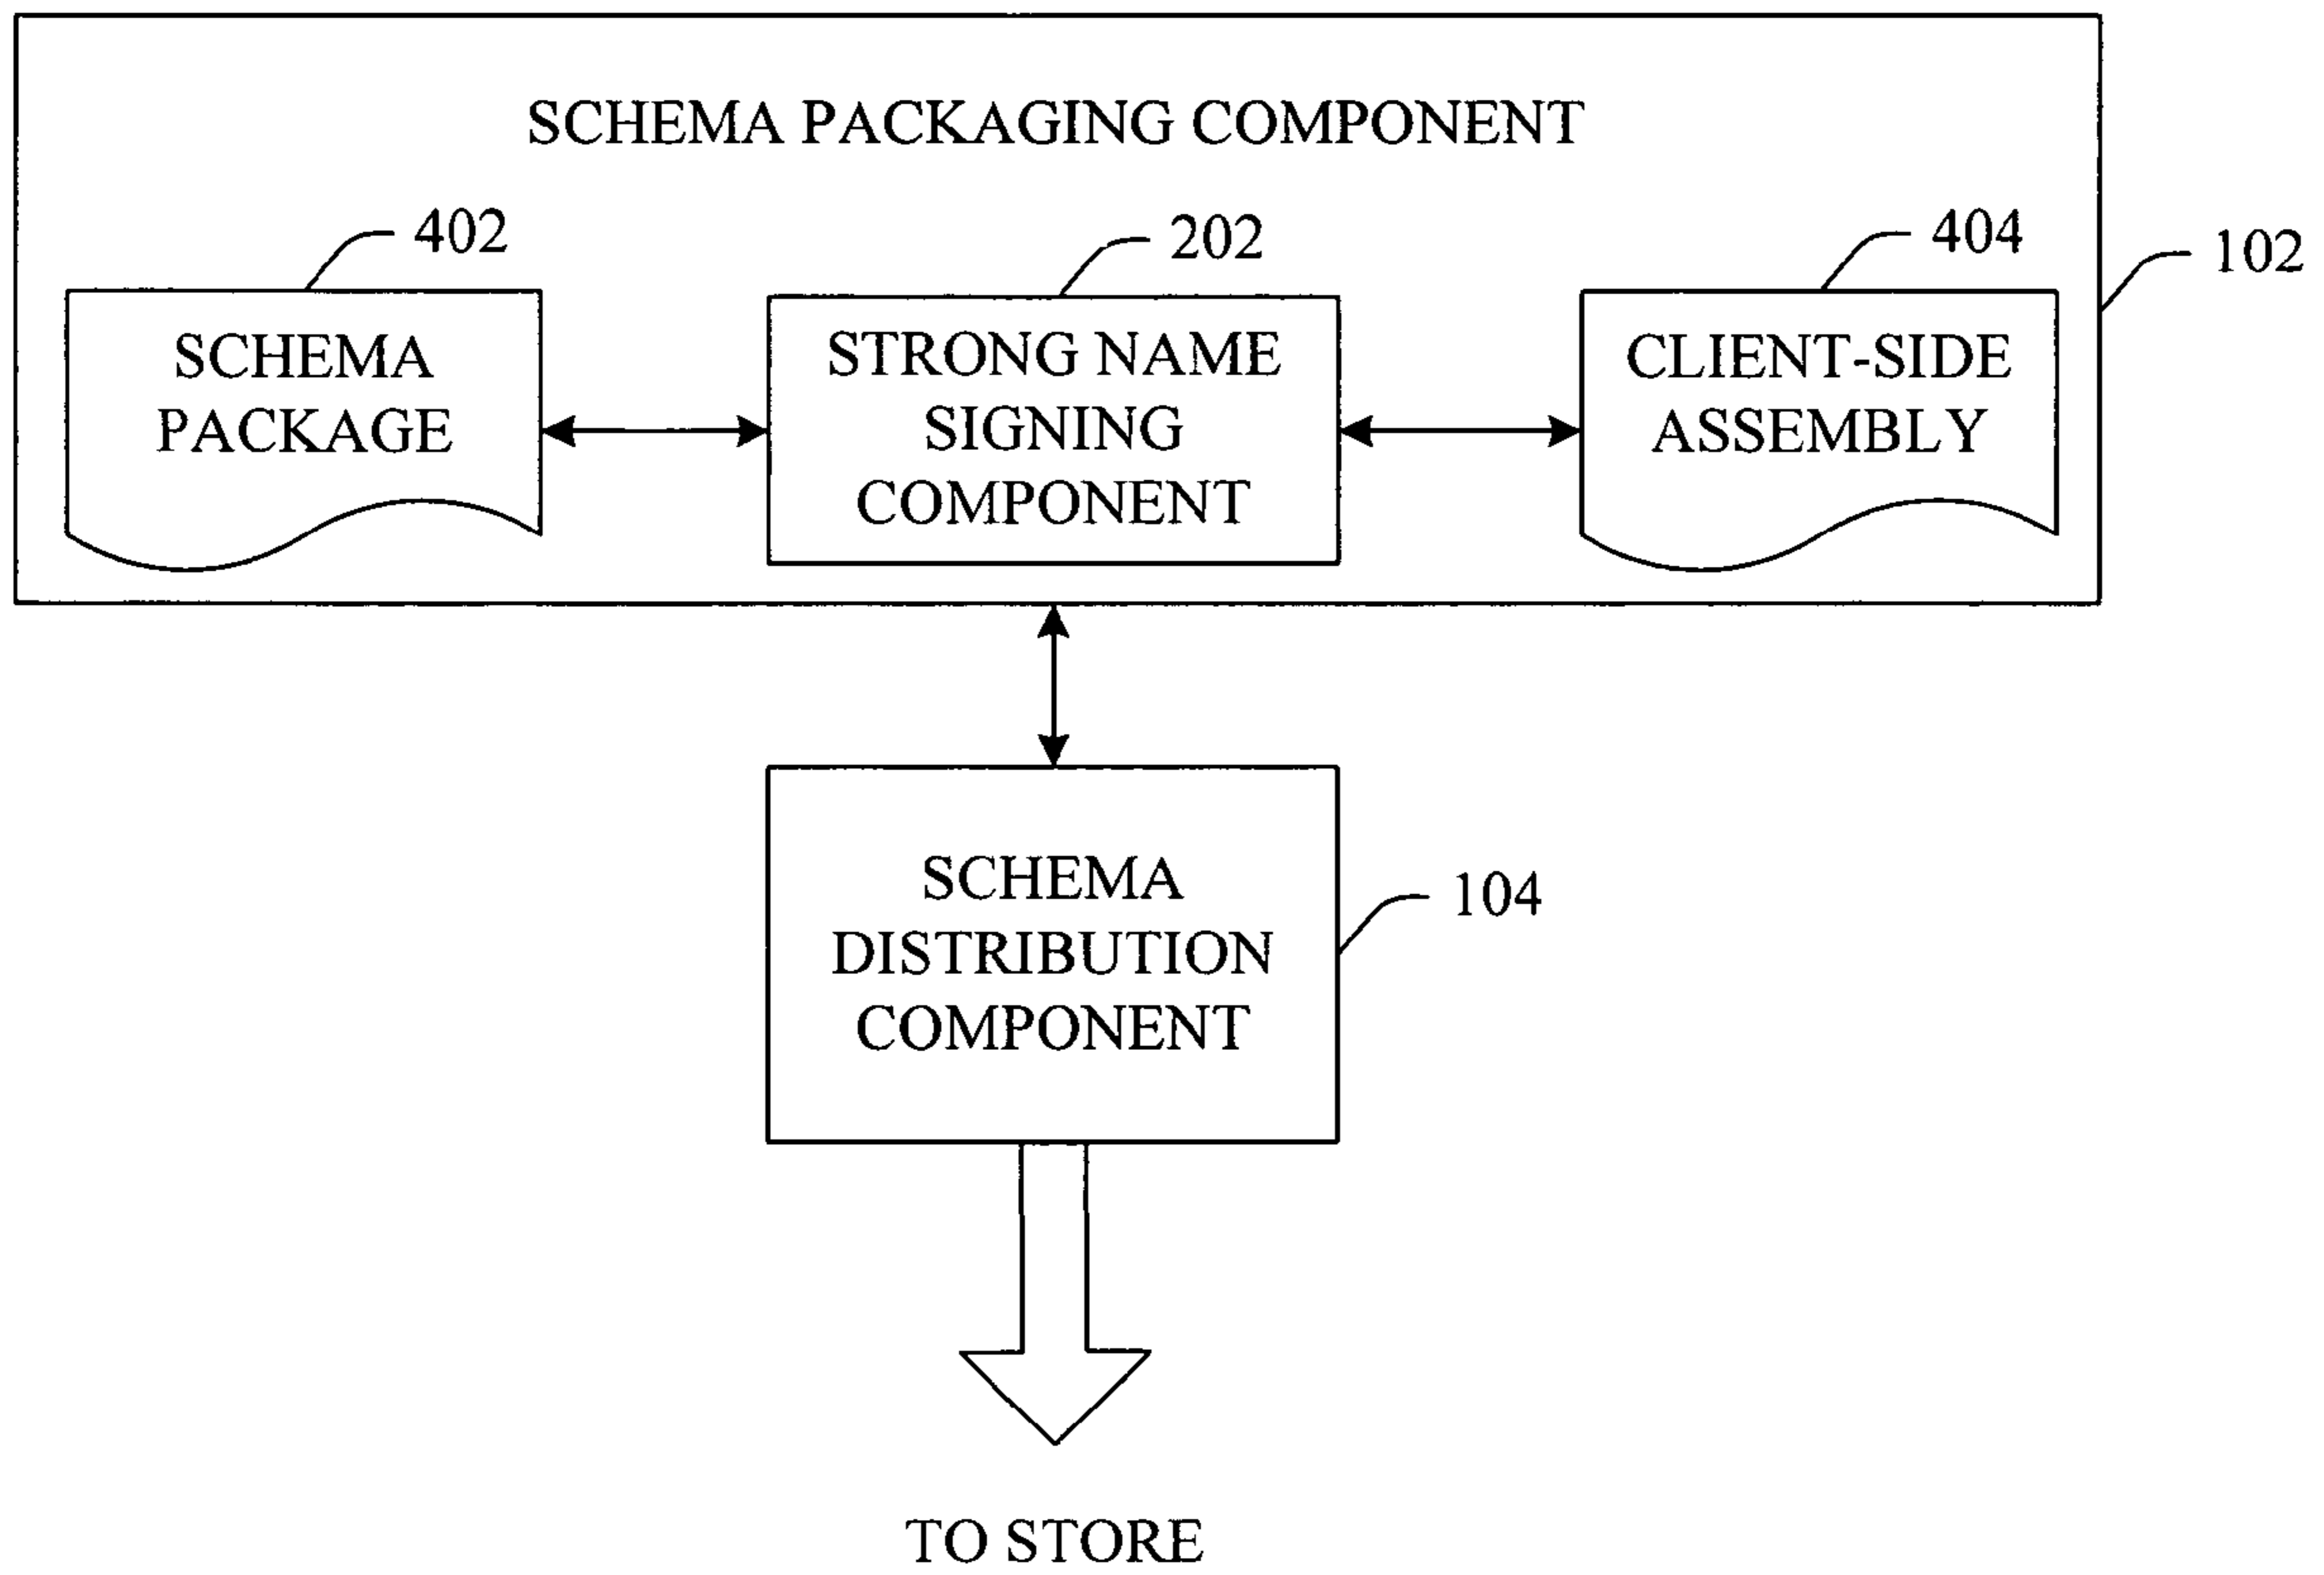 SCHEMA PACKAGING COMPONENT
402
202
404
102
SCHEMA
PACKAGE
STRONG NAME
SIGNING
COMPONENT
CLIENT-SIDE
ASSEMBLY
SCHEMA
DISTRIBUTION
COMPONENT
104
TO STORE